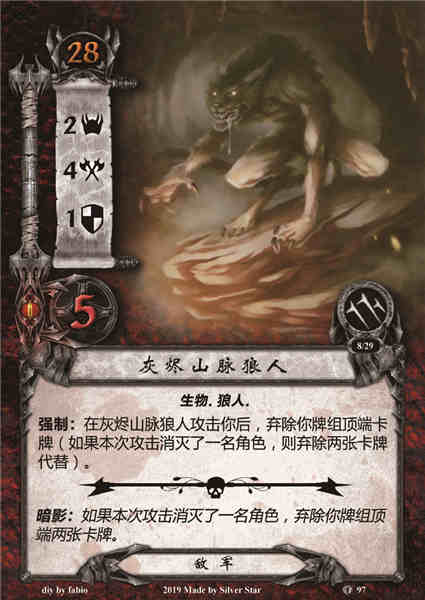 28
2
4
1
5
8/29
灰烬山脉狼人
生物. 狼人.
强制：在灰烬山脉狼人攻击你后，弃除你牌组顶端卡
牌（如果本次攻击消灭了一名角色，则弃除两张卡牌
代替）。
暗影：如果本次攻击消灭了一名角色，弃除你牌组顶
端两张卡牌。
敌军
diy by fabio
2019 Made by Silver Star
97